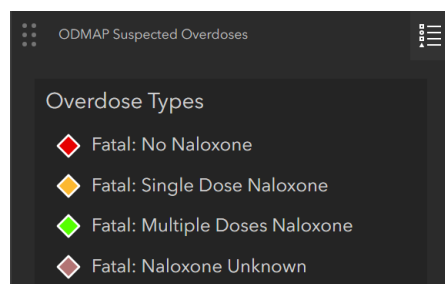 ODMAP Suspected Overdoses
Overdose Types
Fatal: No Naloxone
Fatal: Single Dose Naloxone
Fatal: Multiple Doses Naloxone
Fatal: Naloxone Unknown